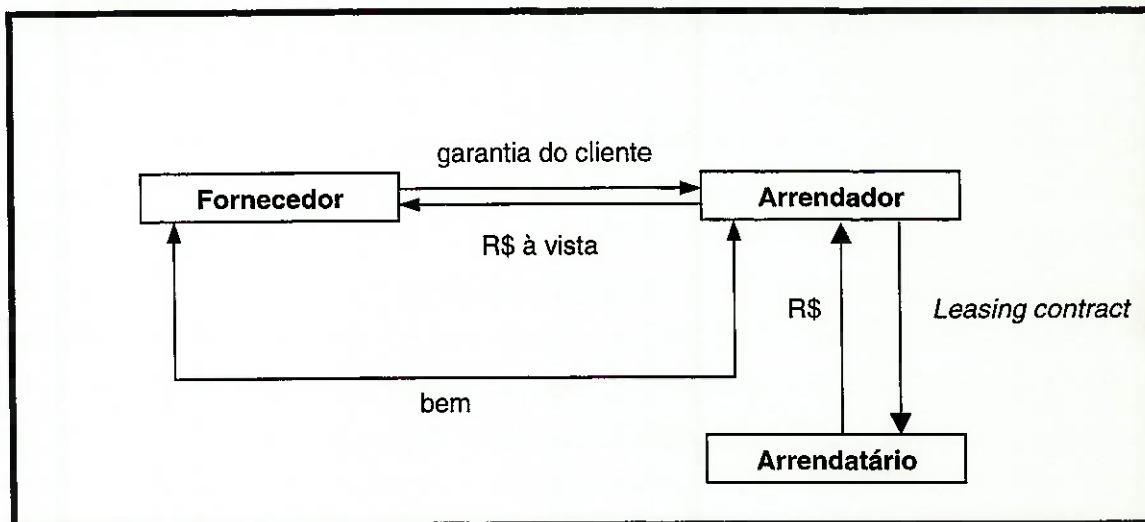 garantia do cliente
Fornecedor
Arrendador
R$ à vista
R$
Leasing contract
bem
Arrendatário